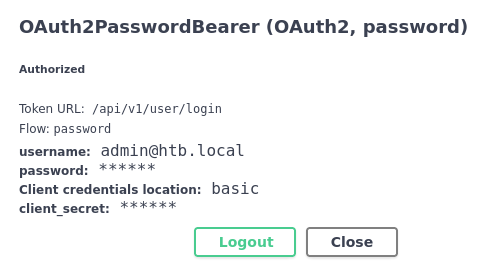 OAuth2PasswordBearer (OAuth2, password)
Authorized
Token URL: /api/v1/user/login
Flow: password
username: admin@htb.local
password: ******
Client credentials location: basic
client_secret: ******
Logout Close